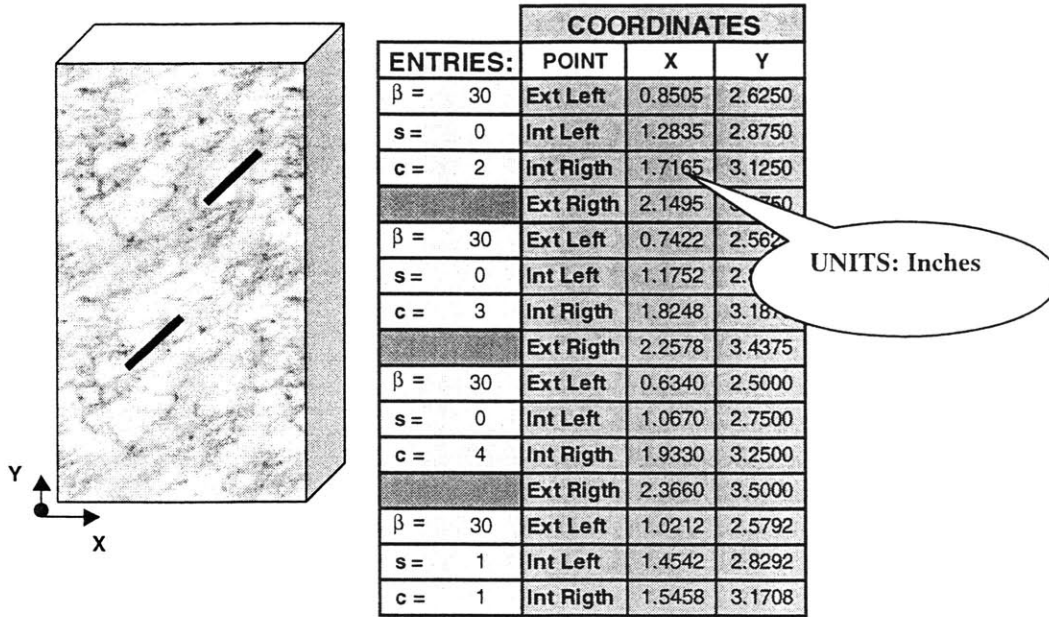 COORDINATES
ENTRIES: POINT X Y
β = 30 Ext Left 0.8505 2.6250
s = 0 Int Left 1.2835 2.8750
c = 2 Int Rigth 1.7165 3.1250
Ext Rigth 2.1495
β = 30 Ext Left 0.7422
s = 0 Int Left 1.1752
c = 3 Int Rigth 1.8248
Ext Rigth 2.2578 3.4375
β = 30 Ext Left 0.6340 2.5000
s = 0 Int Left 1.0670 2.7500
c = 4 Int Rigth 1.9330 3.2500
Ext Rigth 2.3660 3.5000
β = 30 Ext Left 1.0212 2.5792
s = 1 Int Left 1.4542 2.8292
c = 1 Int Rigth 1.5458 3.1708
UNITS: Inches
Y
X